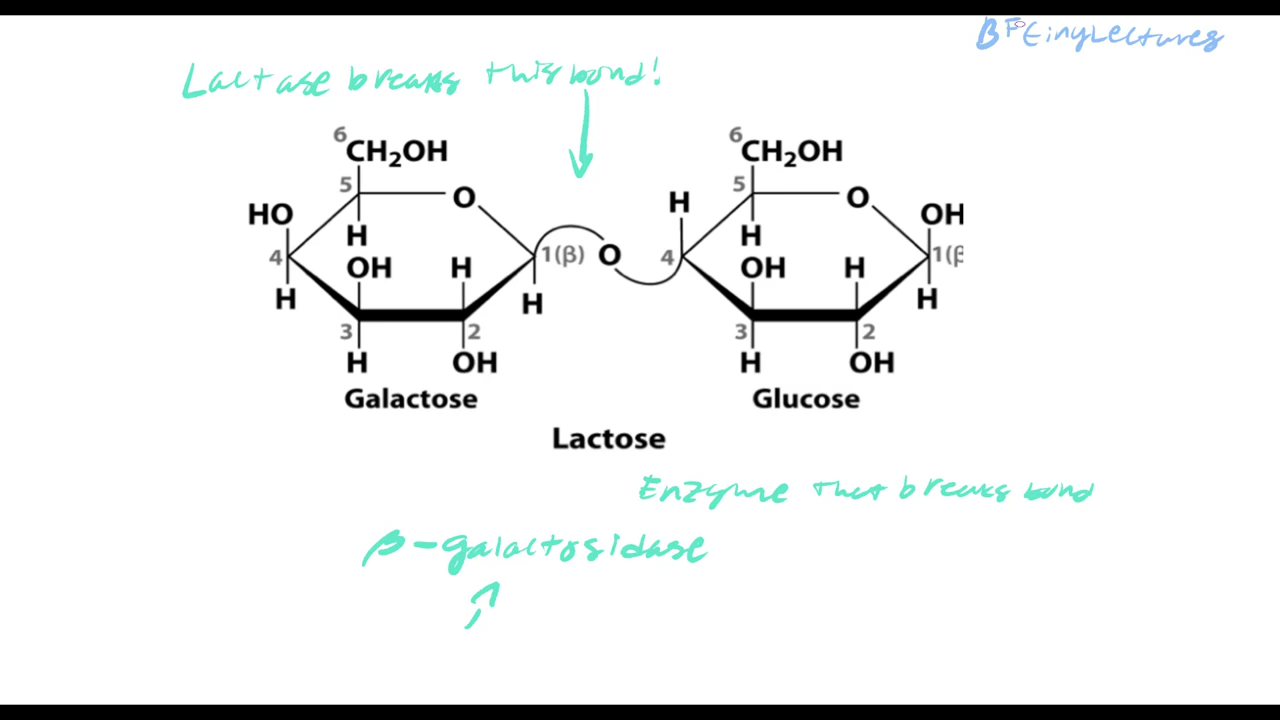 BFEinyLectures
Lactase breaks this bond!
6 CH2OH 6 CH2OH
5 O H 5 O
HO OH
4 H 1(β) O 4 H 1(β
OH H OH H
H H H
3 2 3 2
H OH H OH
Galactose Glucose
Lactose
Enzyme that breaks bond
β-galactosidase